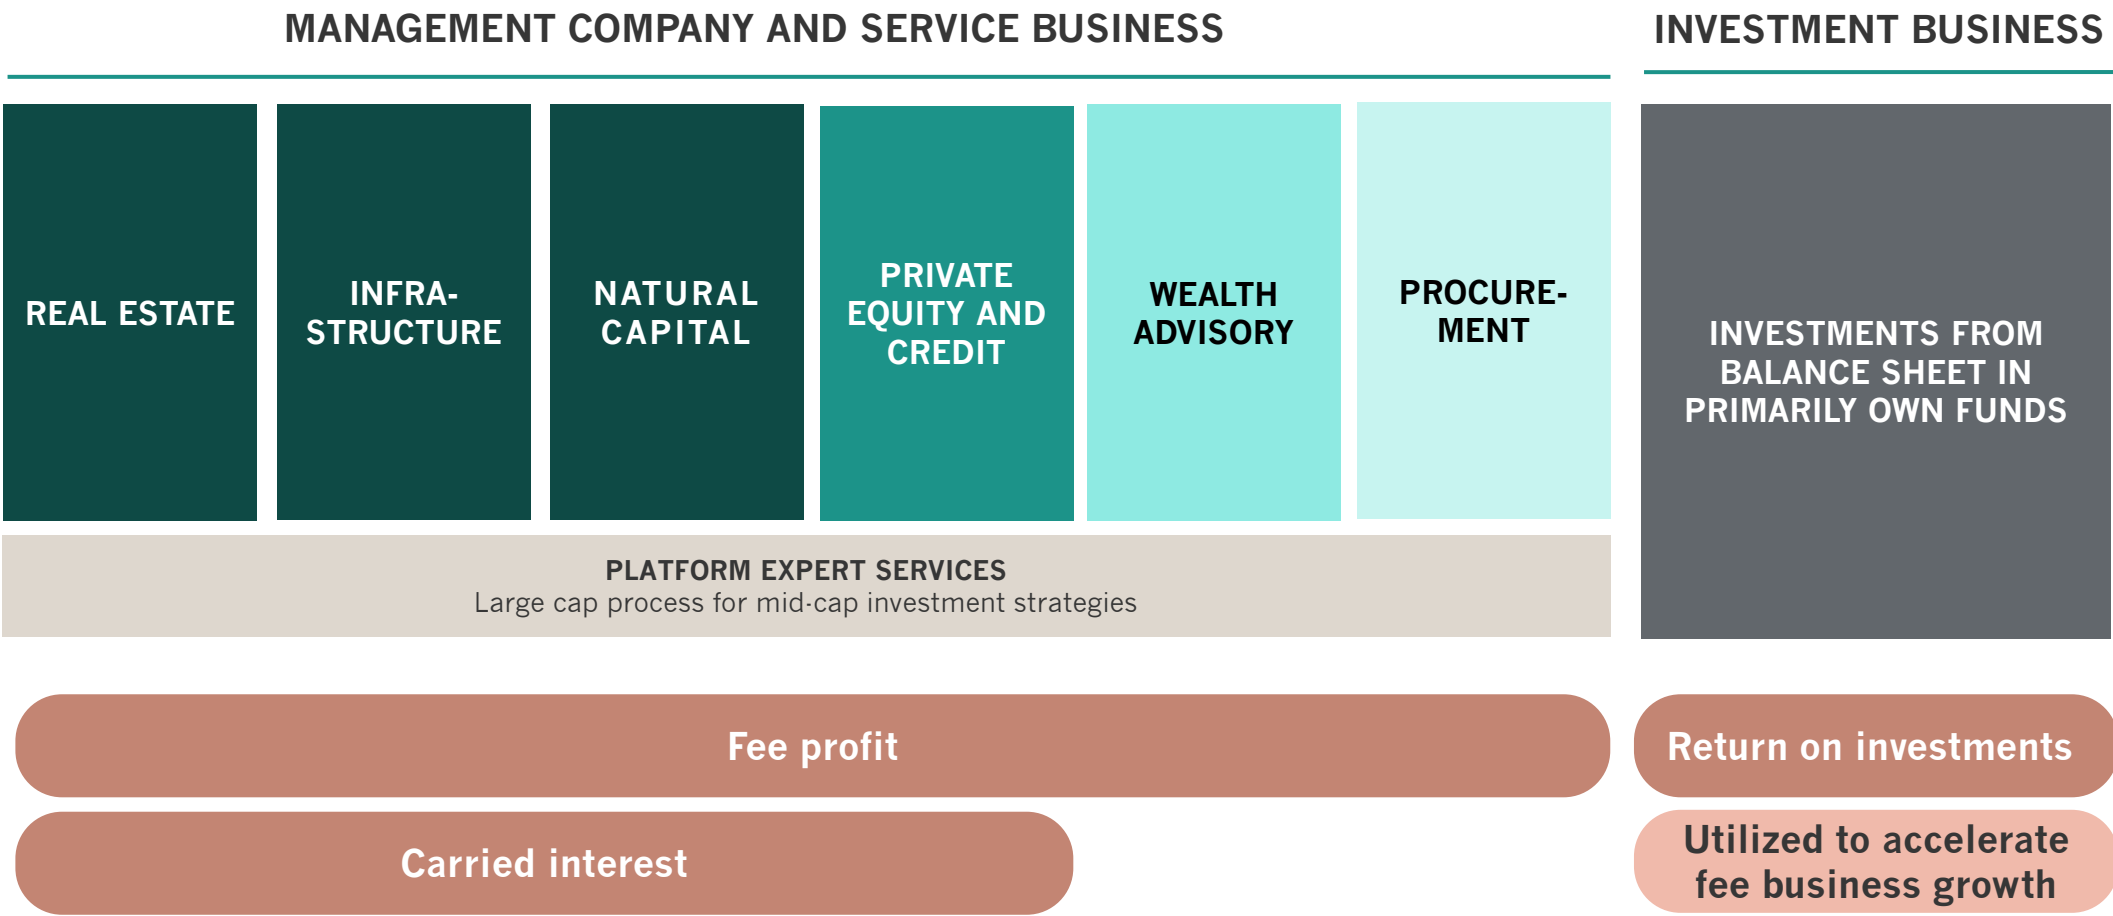 MANAGEMENT COMPANY AND SERVICE BUSINESS
INVESTMENT BUSINESS
REAL ESTATE
INFRA-
STRUCTURE
NATURAL
CAPITAL
PRIVATE
EQUITY AND
CREDIT
WEALTH
ADVISORY
PROCURE-
MENT
INVESTMENTS FROM
BALANCE SHEET IN
PRIMARILY OWN FUNDS
PLATFORM EXPERT SERVICES
Large cap process for mid-cap investment strategies
Fee profit
Return on investments
Carried interest
Utilized to accelerate
fee business growth